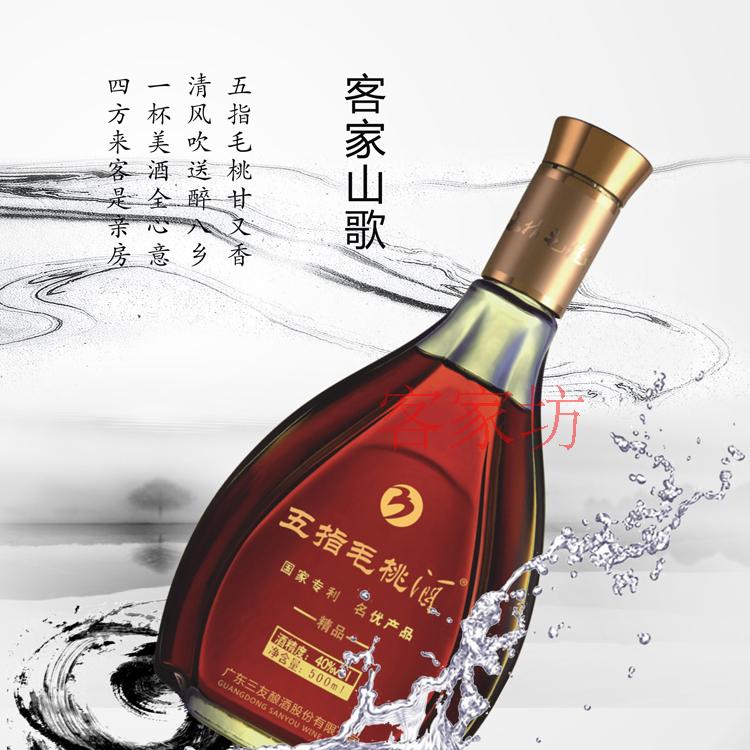 客家山歌
五指毛桃甘又香
清风吹送醉八乡
一杯美酒全心意
四方来客是亲房
客家坊
五指毛桃酒®
国家专利 名优产品
精品
酒精度：40%
净含量：500ml
广东三友酿酒股份有限
GUANGDONG SANYOU WINE